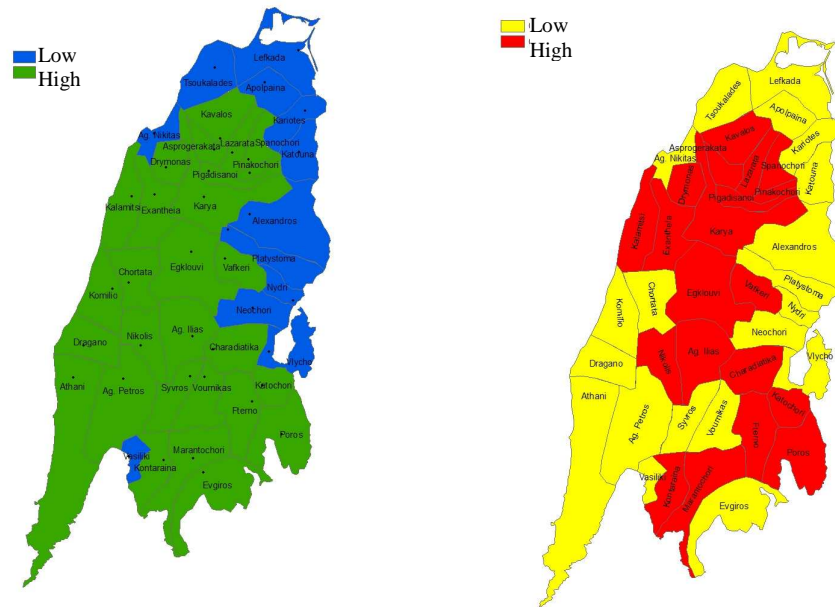 Low
High
Lefkada
Tsoukalades
Apolpaina
Kavalos
Kariotes
Ag. Nikitas
Asprogerakata
Lazarata
Spanochori
Katouna
Drymonas
Pinakochori
Pigadisanoi
Kalamitsi
Exantheia
Karya
Alexandros
Platystoma
Chortata
Egklouvi
Vafkeri
Nydri
Komilio
Neochori
Ag. Ilias
Nikolis
Dragano
Charadiatika
Vlycho
Athani
Ag. Petros
Syvros
Vournikas
Katochori
Fterno
Poros
Vasiliki
Marantochori
Kontaraina
Evgiros
Low
High
Lefkada
Tsoukalades
Apolpaina
Kavalos
Kariotes
Asprogerakata
Ag. Nikitas
Lazarata
Spanochori
Katouna
Drymonas
Pinakochori
Pigadisanoi
Kalamitsi
Exantheia
Karya
Alexandros
Platystoma
Egklouvi
Vafkeri
Nydri
Chortata
Komilio
Neochori
Ag. Ilias
Nikolis
Dragano
Charadiatika
Vlycho
Athani
Ag. Petros
Syvros
Vournikas
Katochori
Fterno
Poros
Vasiliki
Kontaraina
Marantochori
Evgiros